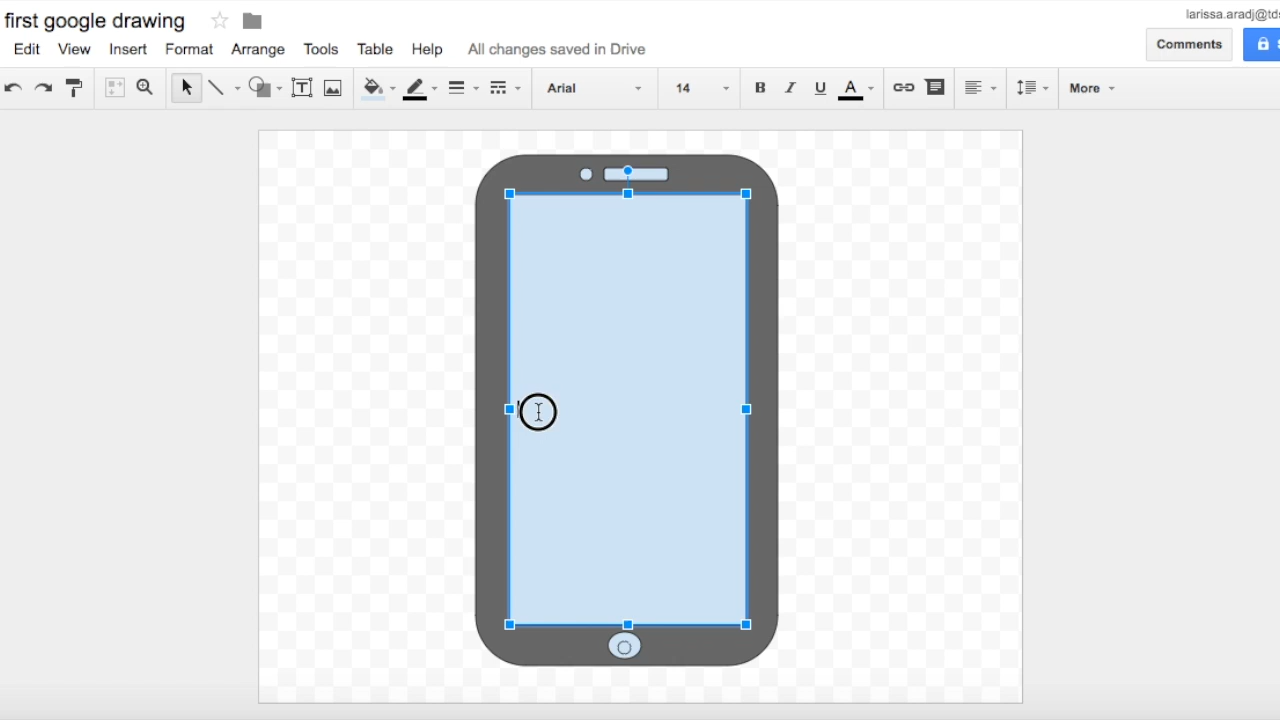 first google drawing
larissa.aradj@tds
Edit View Insert Format Arrange Tools Table Help All changes saved in Drive
Comments
Arial 14 B I U A More